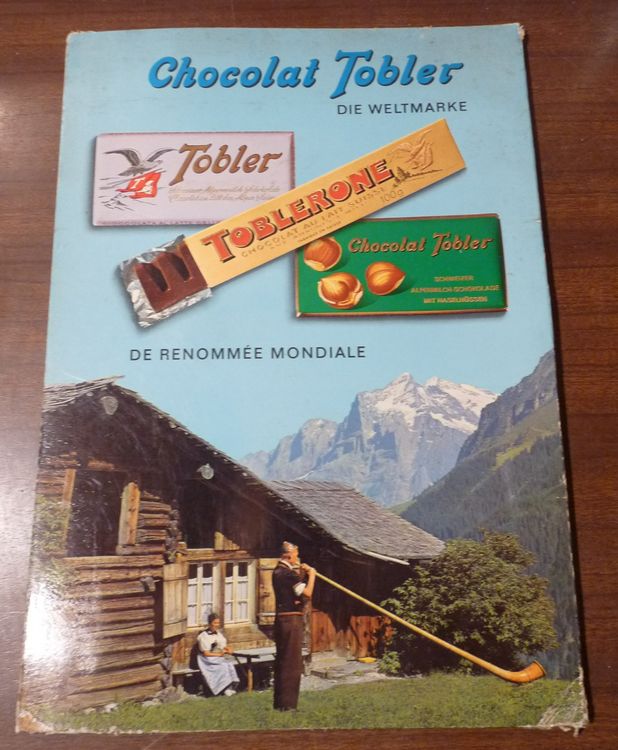 Chocolat Tobler
DIE WELTMARKE
Tobler
TOBLERONE
CHOCOLAT AU LAIT SUISSE
100g
Chocolat Tobler
SCHWEIZER
ALPENMILCH-SCHOKOLADE
MIT HASELNÜSSEN
DE RENOMMÉE MONDIALE